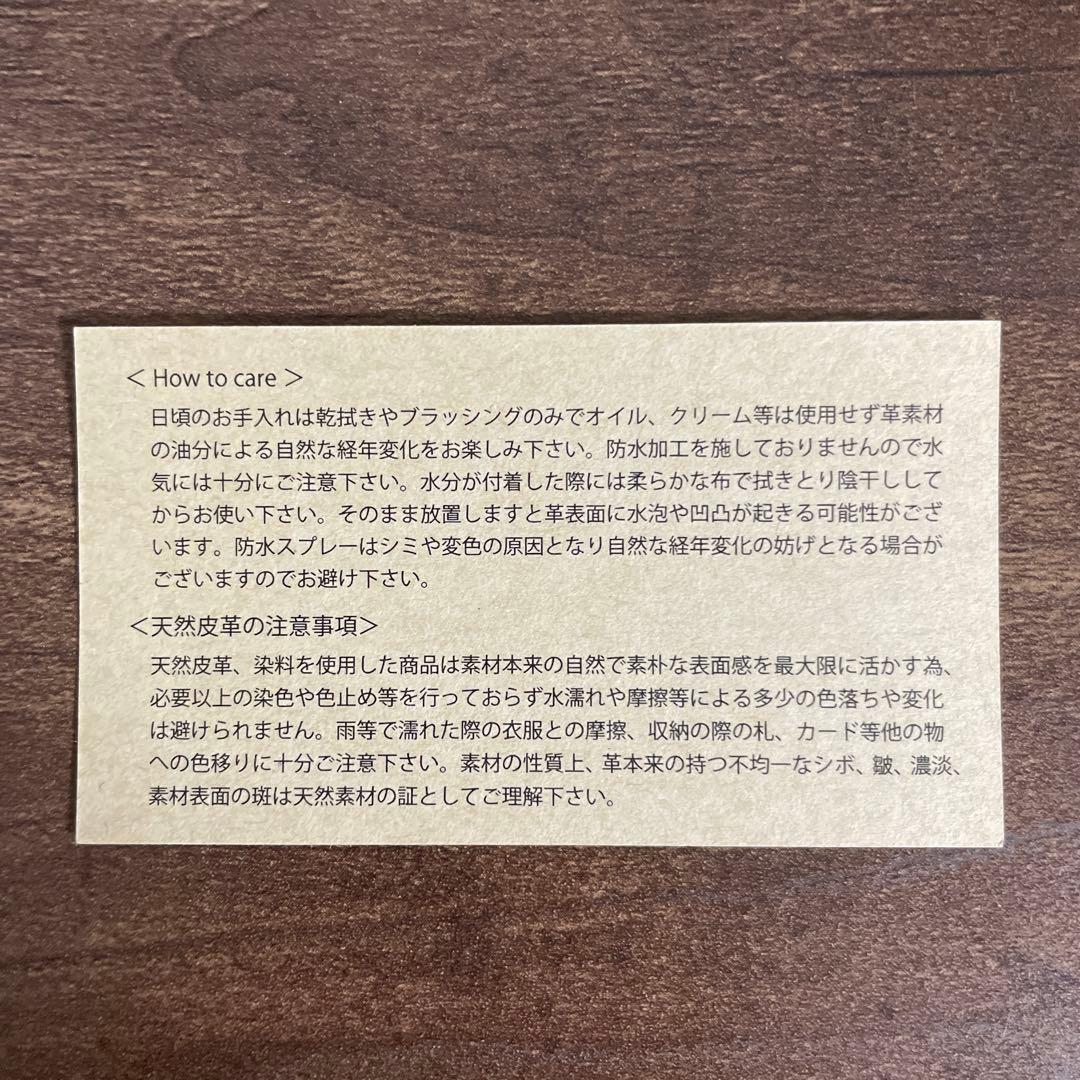 ＜ How to care ＞
日頃のお手入れは乾拭きやブラッシングのみでオイル、クリーム等は使用せず革素材
の油分による自然な経年変化をお楽しみ下さい。防水加工を施しておりませんので水
気には十分にご注意下さい。水分が付着した際には柔らかな布で拭きとり陰干しして
からお使い下さい。そのまま放置しますと革表面に水泡や凹凸が起きる可能性がござ
います。防水スプレーはシミや変色の原因となり自然な経年変化の妨げとなる場合が
ございますのでお避け下さい。
＜天然皮革の注意事項＞
天然皮革、染料を使用した商品は素材本来の自然で素朴な表面感を最大限に活かす為、
必要以上の染色や色止め等を行っておらず水濡れや摩擦等による多少の色落ちや変化
は避けられません。雨等で濡れた際の衣服との摩擦、収納の際の札、カード等他の物
への色移りに十分ご注意下さい。素材の性質上、革本来の持つ不均一なシボ、皺、濃淡、
素材表面の斑は天然素材の証としてご理解下さい。